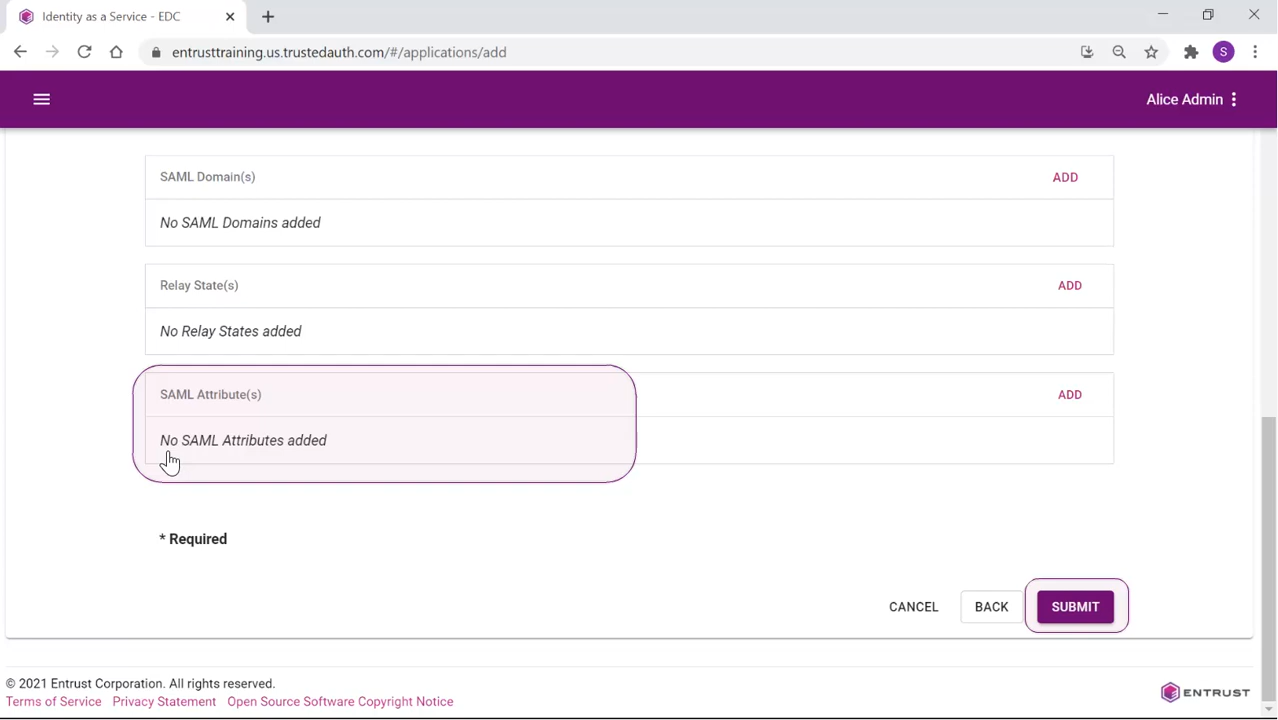 Identity as a Service - EDC
entrusttraining.us.trustedauth.com/#/applications/add
S
Alice Admin
SAML Domain(s) ADD
No SAML Domains added
Relay State(s) ADD
No Relay States added
SAML Attribute(s) ADD
No SAML Attributes added
* Required
CANCEL BACK SUBMIT
© 2021 Entrust Corporation. All rights reserved.
Terms of Service Privacy Statement Open Source Software Copyright Notice
ENTRUST